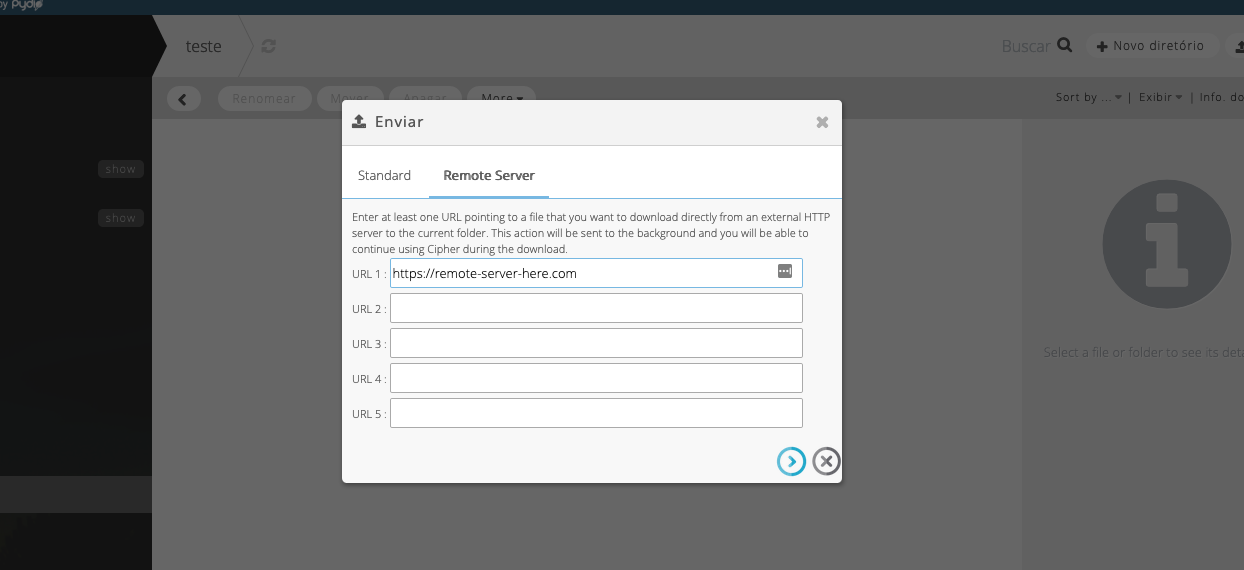 by Pydio
teste
Buscar
Novo diretório
Renomear
Mover
Apagar
More
Sort by ...
| Exibir
| Info. do
Enviar
show
Standard
Remote Server
show
Enter at least one URL pointing to a file that you want to download directly from an external HTTP
server to the current folder. This action will be sent to the background and you will be able to
continue using Cipher during the download.
URL 1 :
https://remote-server-here.com
URL 2 :
URL 3 :
Select a file or folder to see its deta
URL 4 :
URL 5 :